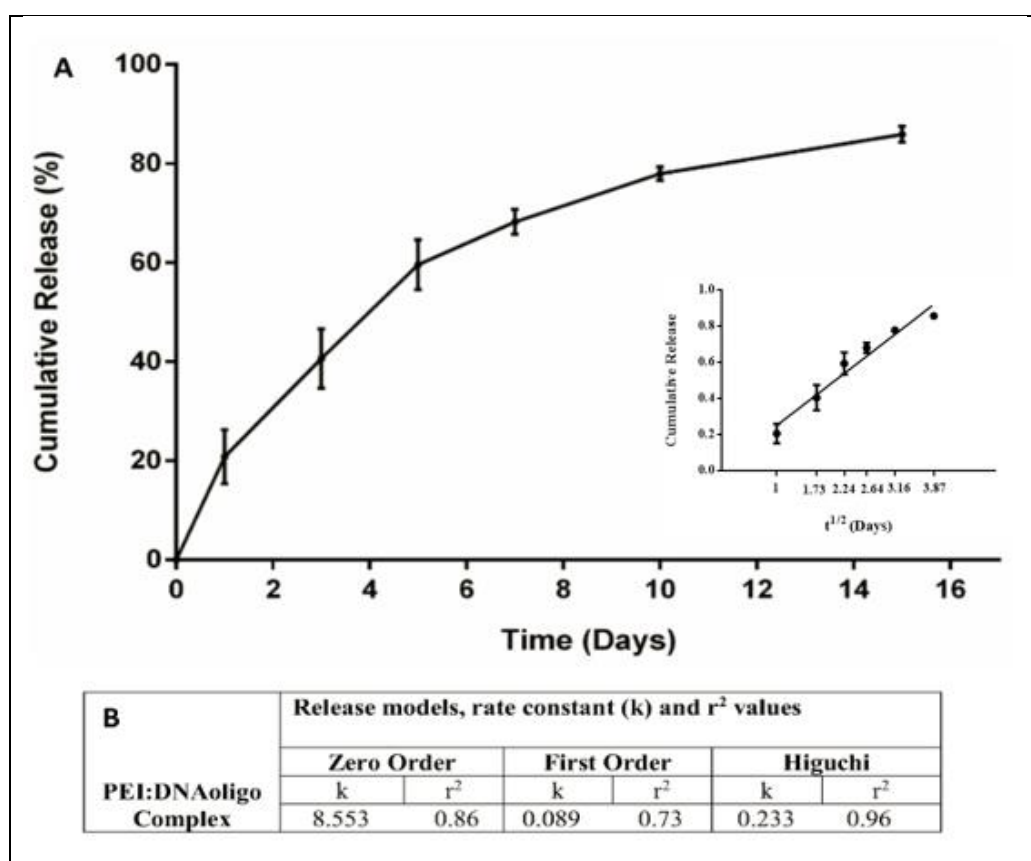 A
100
80
60
40
20
0
Cumulative Release (%)
0 2 4 6 8 10 12 14 16
Time (Days)
1.0
0.8
0.6
0.4
0.2
0.0
Cumulative Release
1 1.73 2.24 2.64 3.16 3.87
t1/2 (Days)
B
Release models, rate constant (k) and r2 values
Zero Order First Order Higuchi
PEI:DNAoligo k r2 k r2 k r2
Complex 8.553 0.86 0.089 0.73 0.233 0.96